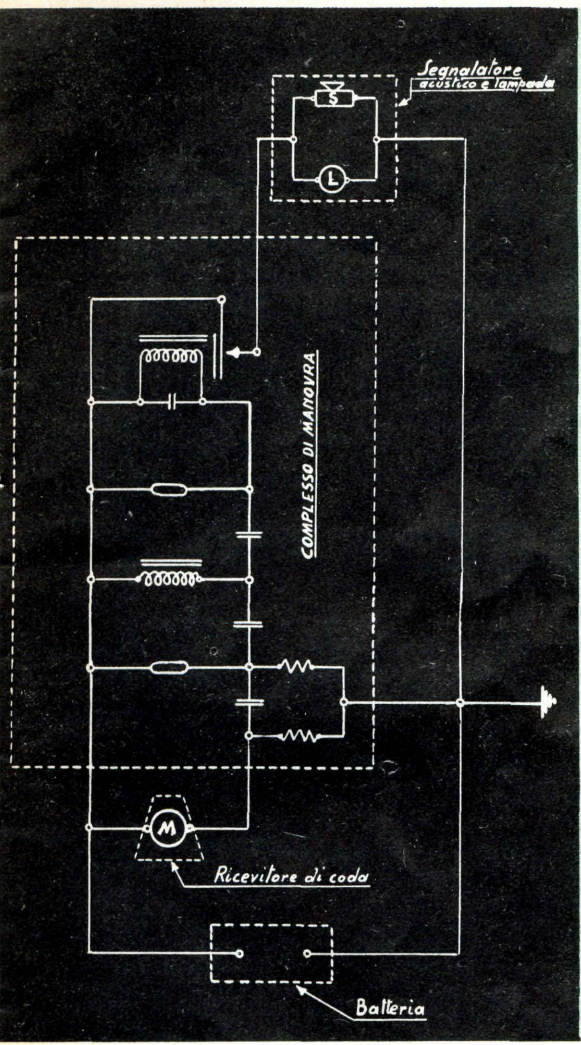 Segnalatore
acustico e lampada
S
L
COMPLESSO DI MANOVRA
M
Ricevitore di coda
Batteria